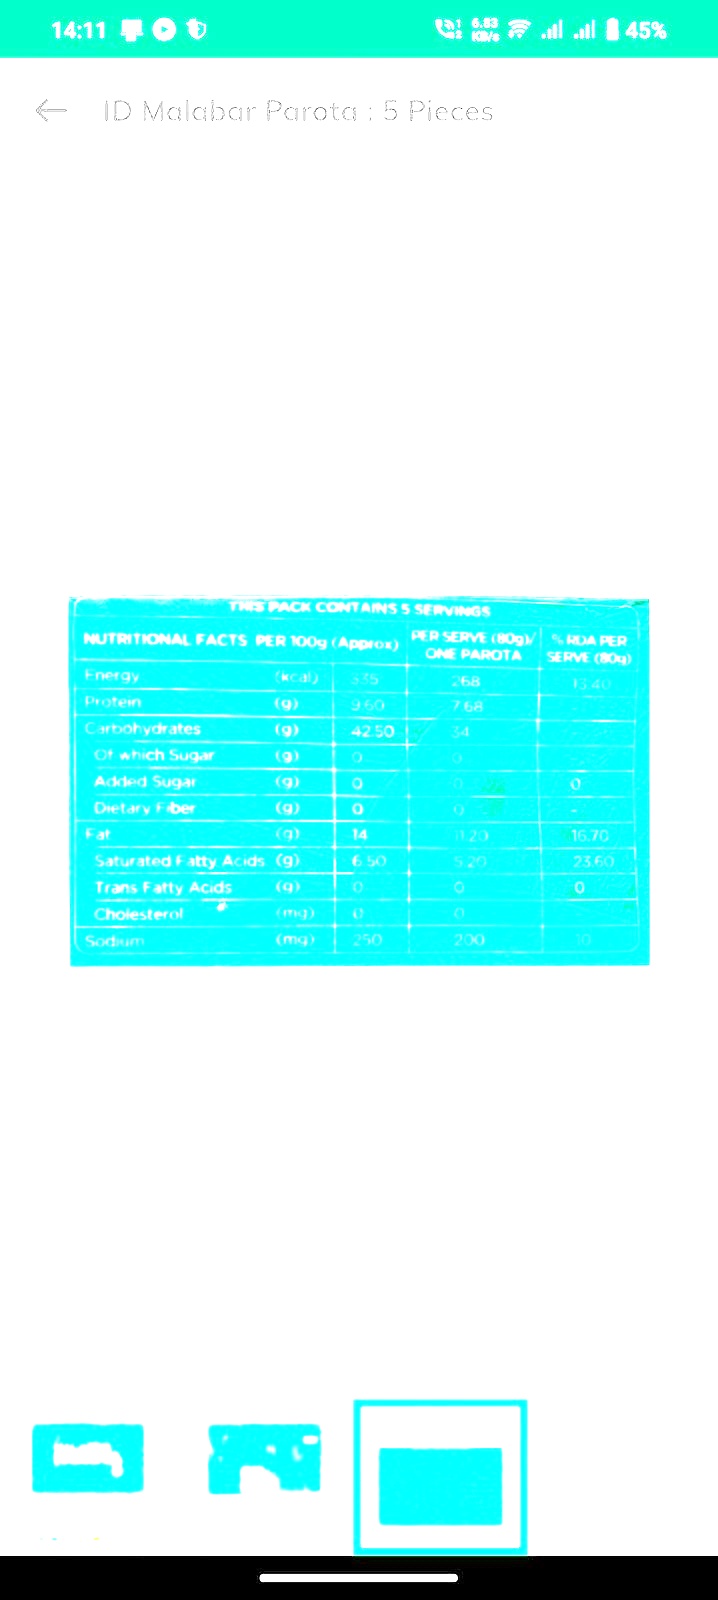 14:11 6.83 KB/s 45%
ID Malabar Parota : 5 Pieces
THIS PACK CONTAINS 5 SERVINGS
NUTRITIONAL FACTS PER 100g (Approx) PER SERVE (80g)/ ONE PAROTA % RDA PER SERVE (80g)
Energy (kcal) 335 268 13.40
Protein (g) 9.60 7.68
Carbohydrates (g) 42.50 34
Of which Sugar (g) 0 0
Added Sugar (g) 0 0 0
Dietary Fiber (g) 0 0 -
Fat (g) 14 11.20 16.70
Saturated Fatty Acids (g) 6.50 5.20 23.60
Trans Fatty Acids (g) 0 0 0
Cholesterol (mg) 0 0
Sodium (mg) 250 200 10